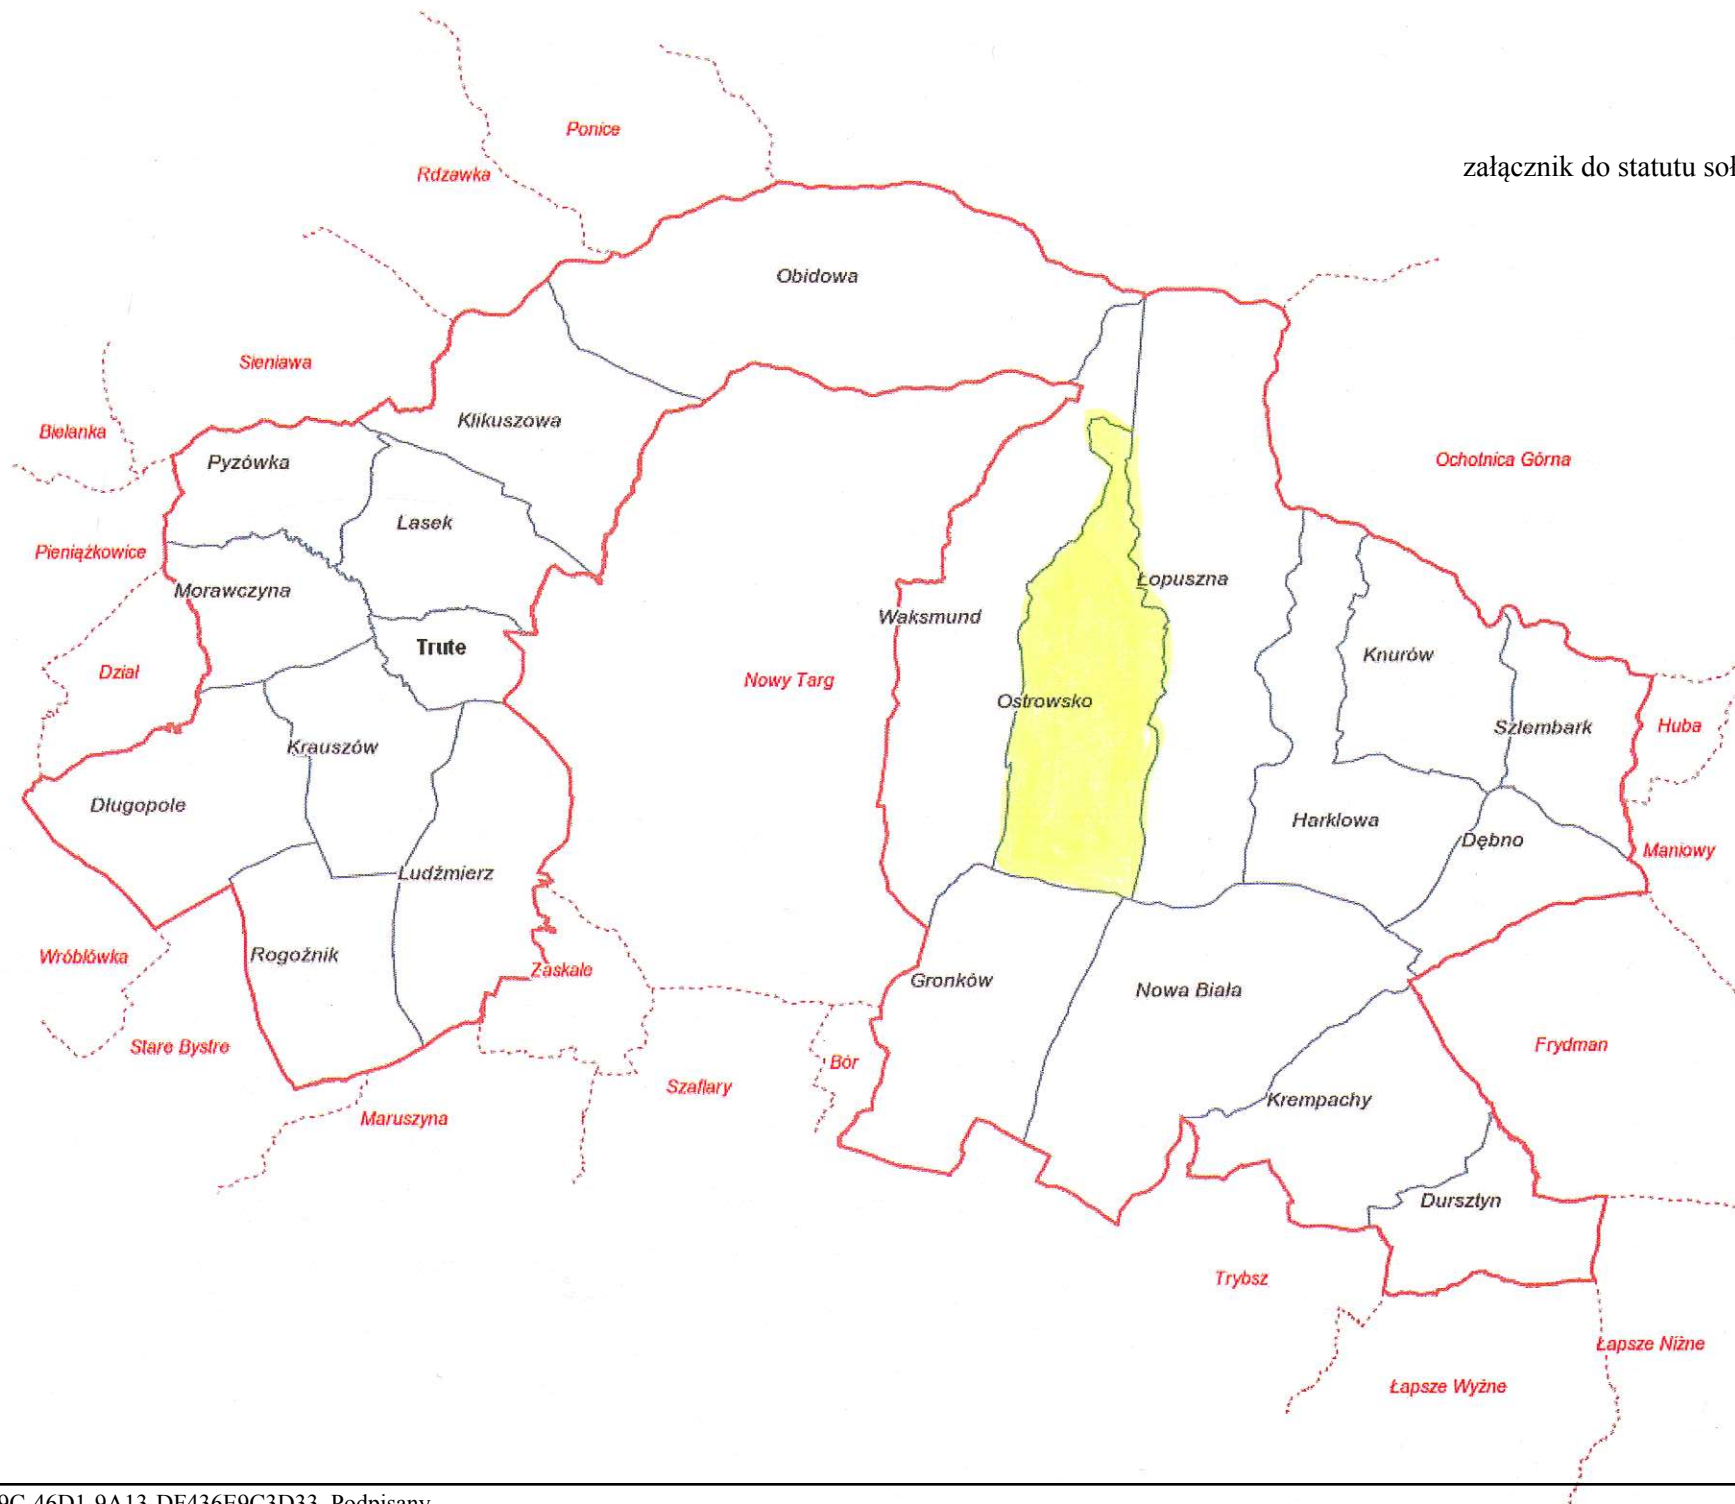 Ponice
załącznik do statutu soł
Rdzawka
Obidowa
Sieniawa
Klikuszowa
Bielanka
Pyzówka
Ochotnica Górna
Lasek
Pieniążkowice
Morawczyna
Łopuszna
Waksmund
Trute
Knurów
Dział
Nowy Targ
Ostrowsko
Szlembark
Huba
Krauszów
Długopole
Harklowa
Dębno
Maniowy
Ludźmierz
Wróblówka
Rogoźnik
Zaskale
Gronków
Nowa Biała
Stare Bystre
Frydman
Bór
Szaflary
Krempachy
Maruszyna
Dursztyn
Trybsz
Łapsze Niżne
Łapsze Wyżne
9C-46D1-9A13-DF436F9C3D33. Podpisany